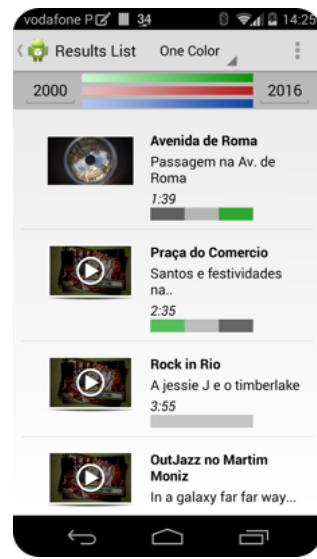 vodafone P 34 14:25
Results List One Color
2000 2016
Avenida de Roma
Passagem na Av. de
Roma
1:39
Praça do Comercio
Santos e festividades
na..
2:35
Rock in Rio
A jessie J e o timberlake
3:55
OutJazz no Martim
Moniz
In a galaxy far far way...